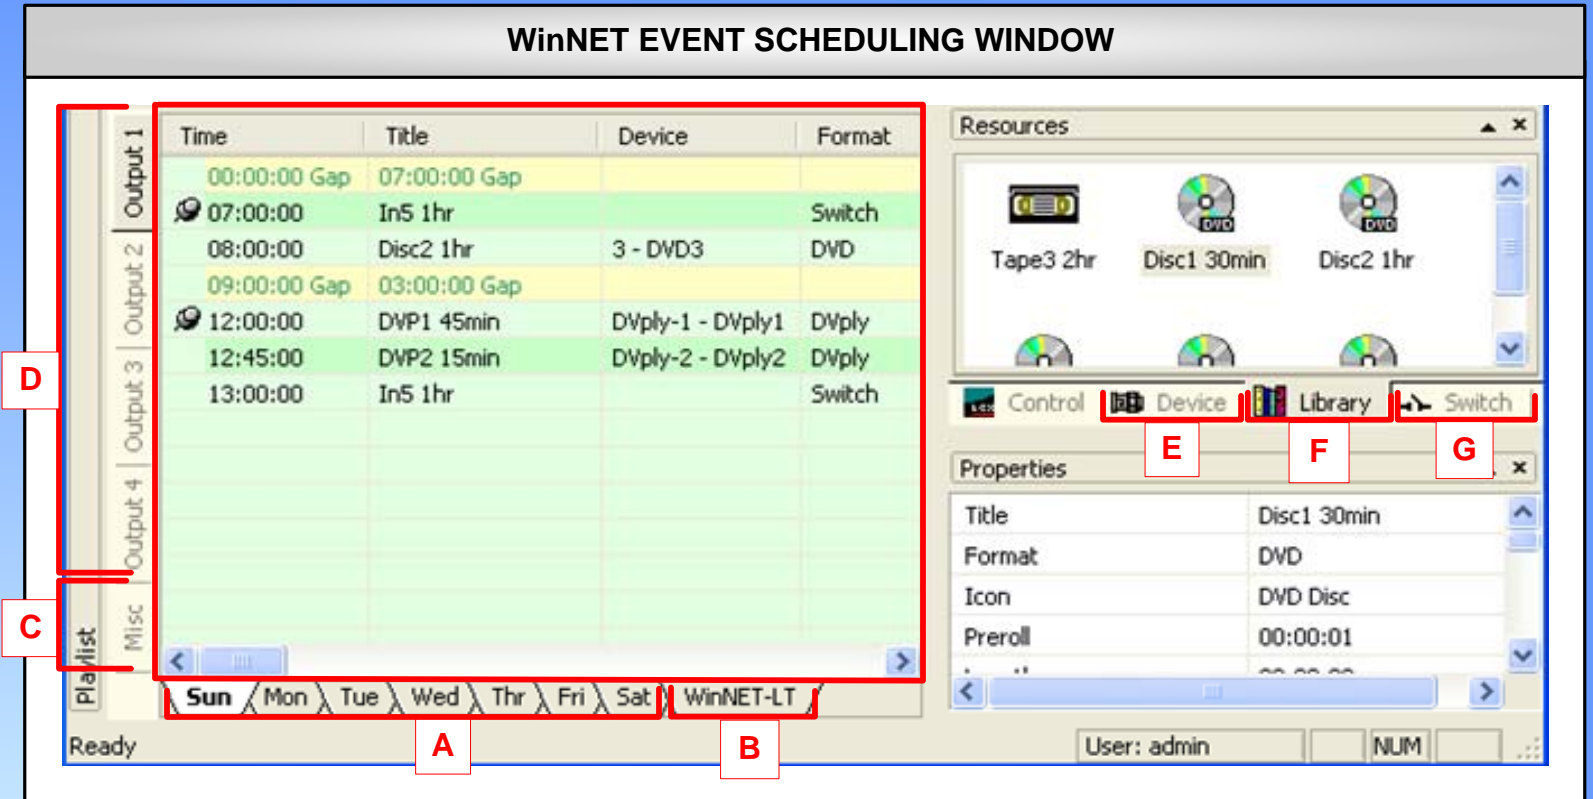 WinNET EVENT SCHEDULING WINDOW
Time Title Device Format
00:00:00 Gap 07:00:00 Gap
07:00:00 In5 1hr Switch
08:00:00 Disc2 1hr 3 - DVD3 DVD
09:00:00 Gap 03:00:00 Gap
12:00:00 DVP1 45min DVply-1 - DVply1 DVply
12:45:00 DVP2 15min DVply-2 - DVply2 DVply
13:00:00 In5 1hr Switch
Output 1
Output 2
Output 3
Output 4
Misc
Playlist
D
C
Sun Mon Tue Wed Thr Fri Sat WinNET-LT
A
B
Resources
Tape3 2hr Disc1 30min Disc2 1hr
DVD DVD
Control Device Library Switch
E
F
G
Properties
Title Disc1 30min
Format DVD
Icon DVD Disc
Preroll 00:00:01
Ready User: admin NUM